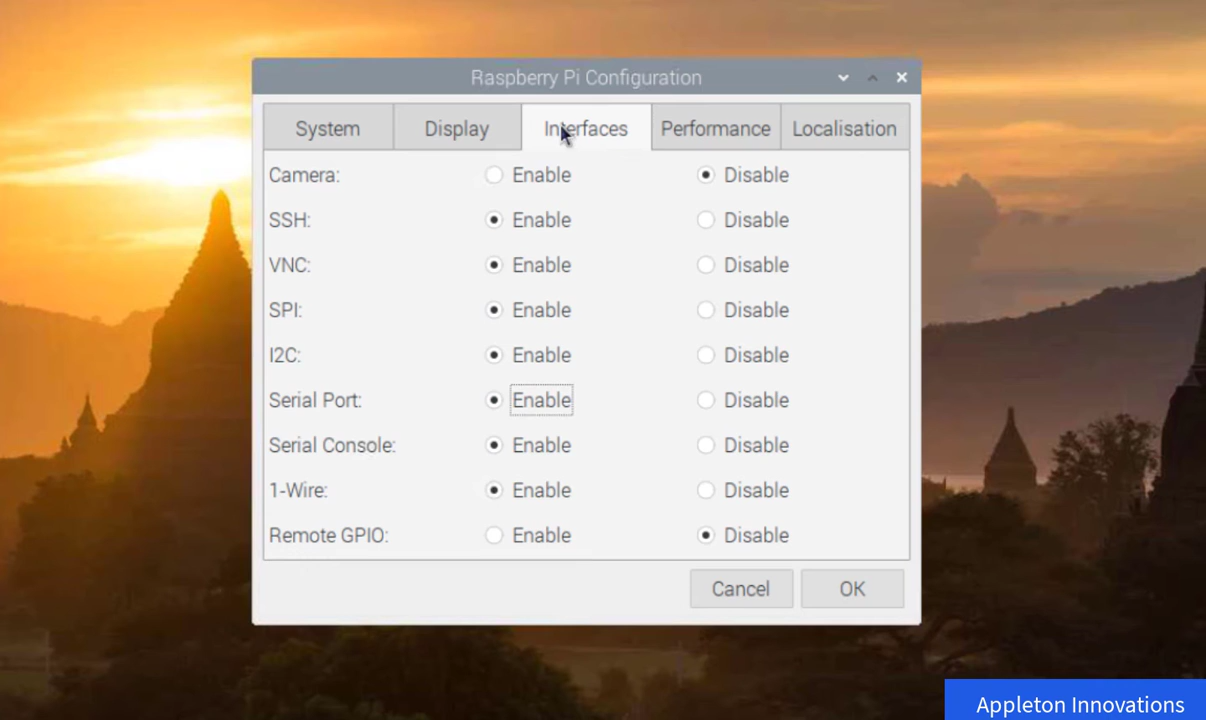 Raspberry Pi Configuration
System Display Interfaces Performance Localisation
Camera: Enable Disable
SSH: Enable Disable
VNC: Enable Disable
SPI: Enable Disable
I2C: Enable Disable
Serial Port: Enable Disable
Serial Console: Enable Disable
1-Wire: Enable Disable
Remote GPIO: Enable Disable
Cancel OK
Appleton Innovations